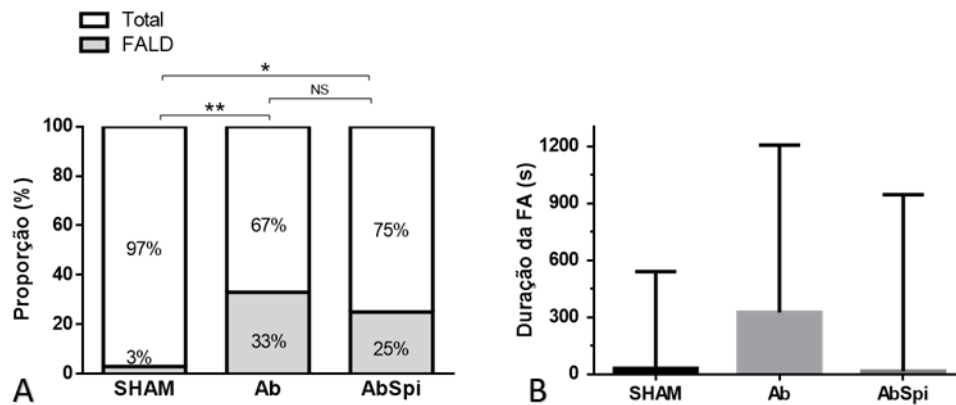 Total
FALD
*
NS
**
Proporção (%)
100
80
60
40
20
0
97%
67%
75%
3%
33%
25%
SHAM Ab AbSpi
A
Duração da FA (s)
1200
900
600
300
0
SHAM Ab AbSpi
B